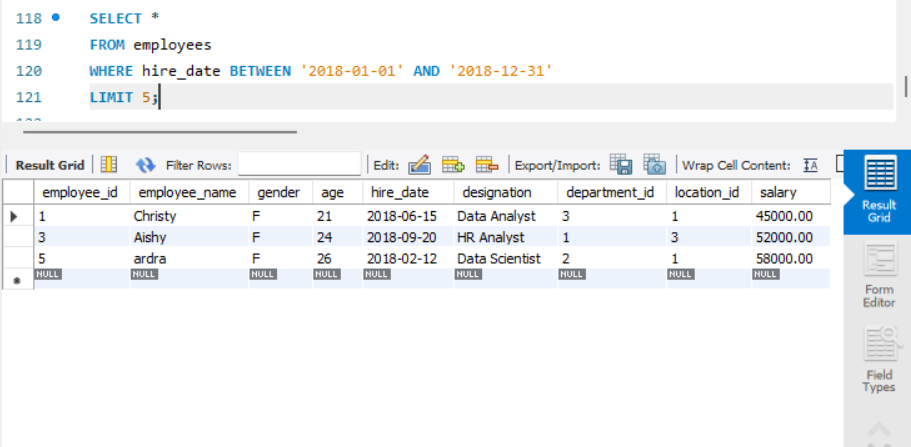 118 SELECT *
119 FROM employees
120 WHERE hire_date BETWEEN '2018-01-01' AND '2018-12-31'
121 LIMIT 5;
Result Grid Filter Rows: Edit: Export/Import: Wrap Cell Content:
employee_id employee_name gender age hire_date designation department_id location_id salary
1 Christy F 21 2018-06-15 Data Analyst 3 1 45000.00
3 Aishy F 24 2018-09-20 HR Analyst 1 3 52000.00
5 ardra F 26 2018-02-12 Data Scientist 2 1 58000.00
NULL NULL NULL NULL NULL NULL NULL NULL NULL
Result
Grid
Form
Editor
Field
Types